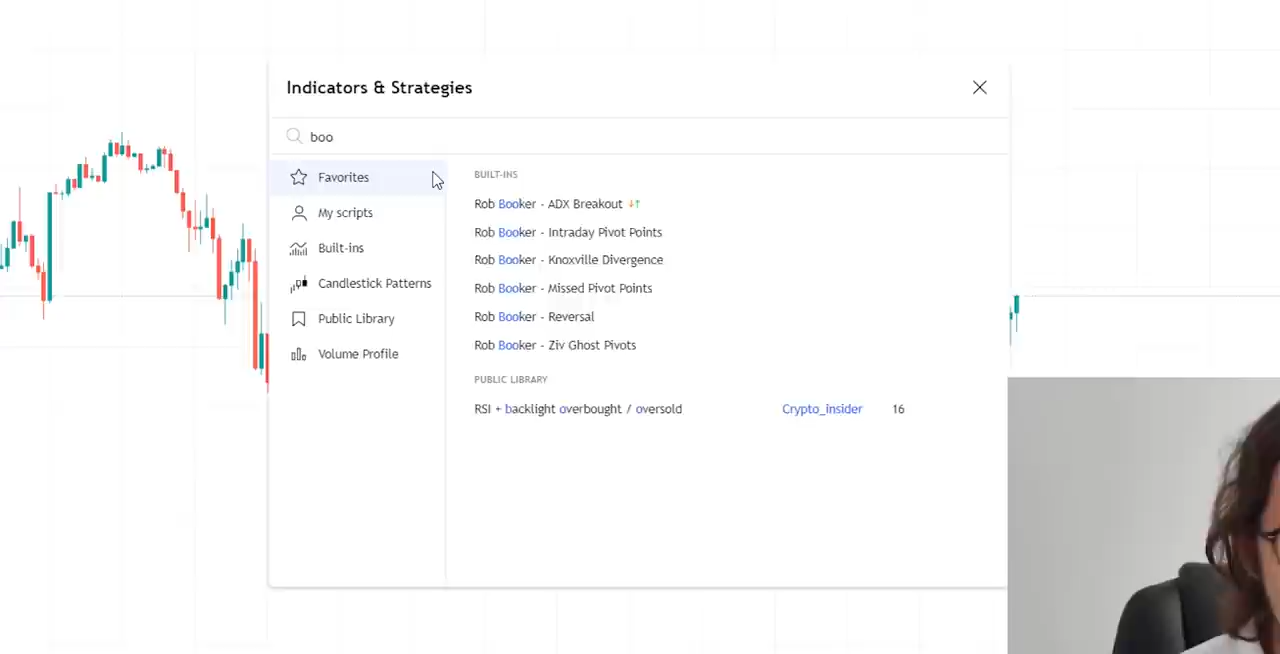 Indicators & Strategies
boo
Favorites
My scripts
Built-ins
Candlestick Patterns
Public Library
Volume Profile
BUILT-INS
Rob Booker - ADX Breakout
Rob Booker - Intraday Pivot Points
Rob Booker - Knoxville Divergence
Rob Booker - Missed Pivot Points
Rob Booker - Reversal
Rob Booker - Ziv Ghost Pivots
PUBLIC LIBRARY
RSI + backlight overbought / oversold Crypto_insider 16